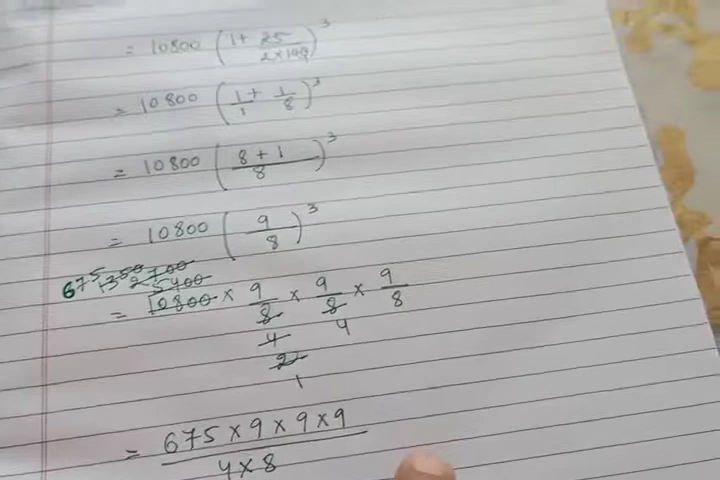 = 10800 (1 + 25/2×100)³
= 10800 (1/1 + 1/8)³
= 10800 (8+1/8)³
= 10800 (9/8)³
675 1350 2700
5400
= 10800 × 9/8 × 9/8 × 9/8
4 4
2
1
= 675×9×9×9/4×8